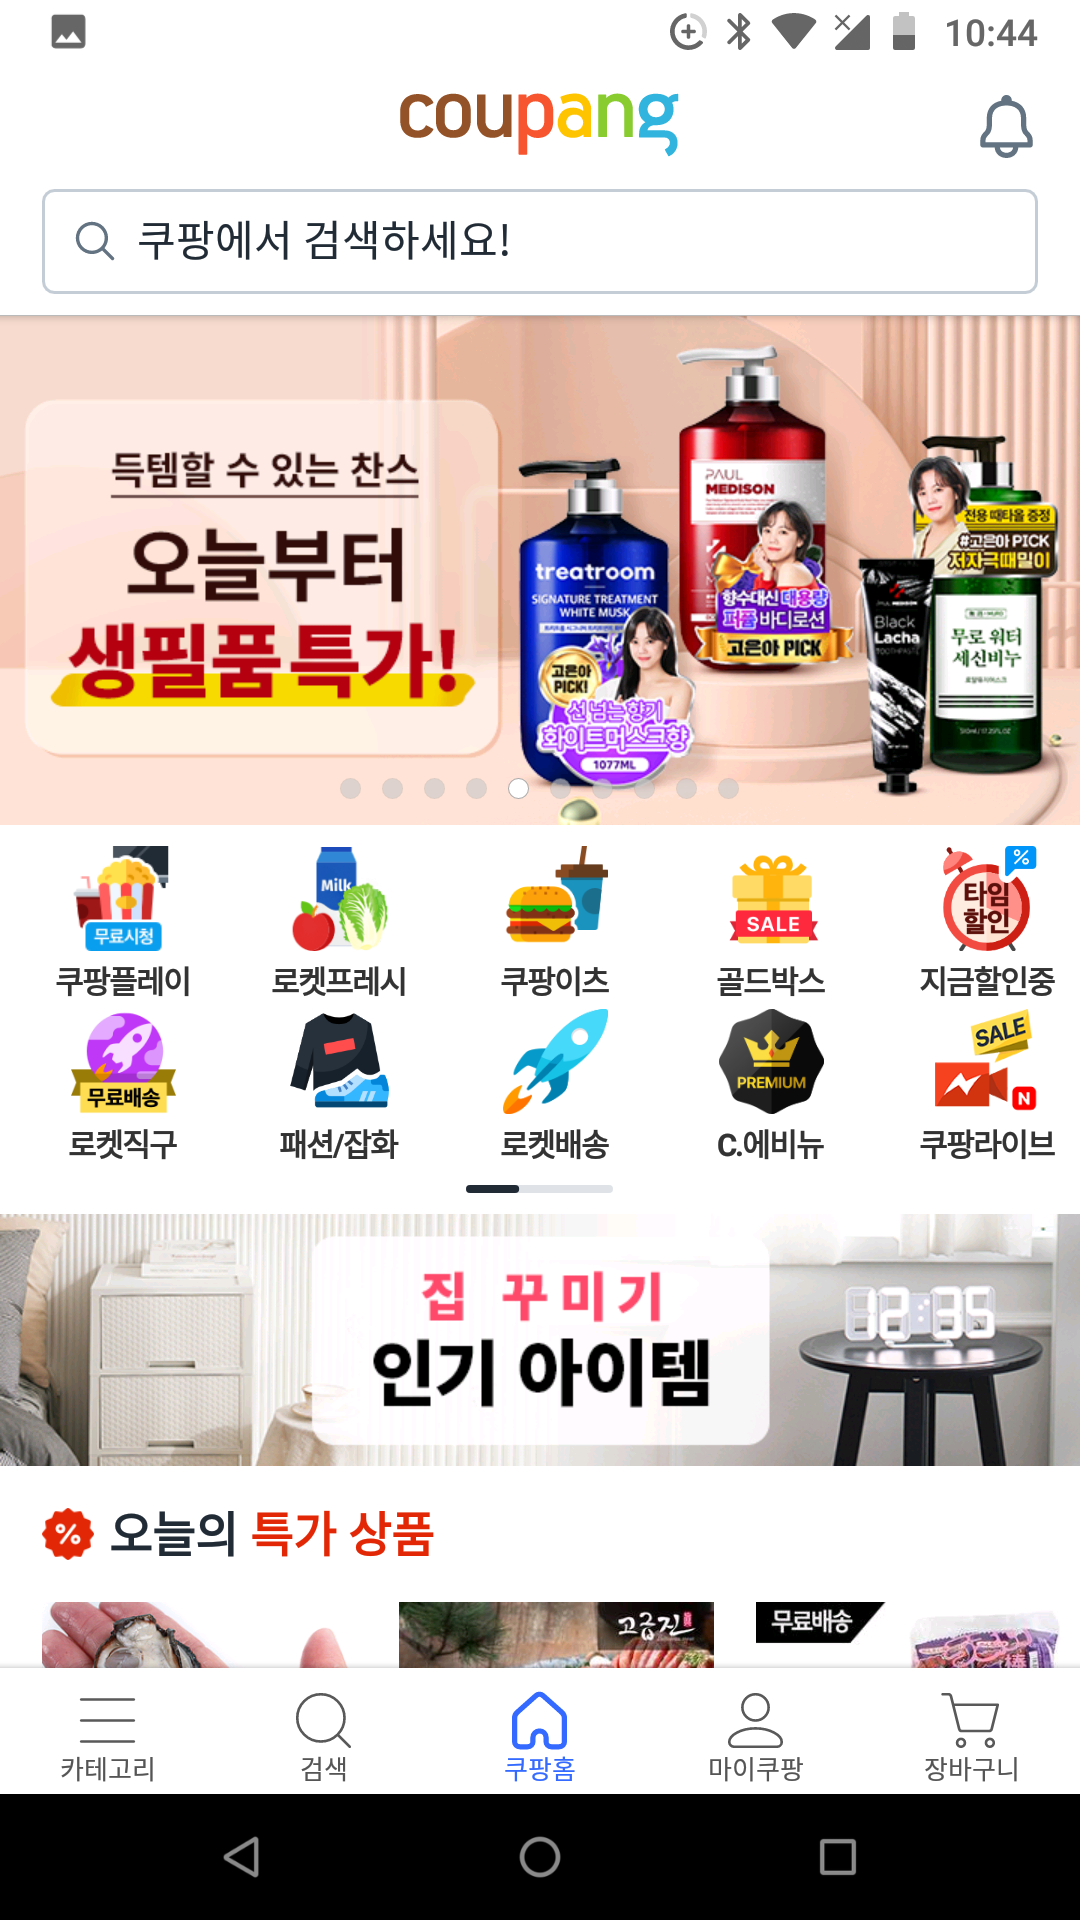 10:44
coupang
쿠팡에서 검색하세요!
득템할 수 있는 찬스
오늘부터
생필품특가!
PAUL
MEDISON
향수대신 대용량
퍼퓸 바디로션
고은아 PICK
treatroom
SIGNATURE TREATMENT
WHITE MUSK
고은아
PICK!
선 넘는 향기
화이트머스크향
1077ML
전용 때타올 증정
#고은아 PICK
저자극때밀이
Black
Lacha
TOOTHPASTE
무로 워터
세신비누
Milk
무료시청
SALE
%
타임
할인
쿠팡플레이
로켓프레시
쿠팡이츠
골드박스
지금할인중
무료배송
PREMIUM
SALE
N
로켓직구
패션/잡화
로켓배송
C.에비뉴
쿠팡라이브
집 꾸미기
인기 아이템
12:35
% 오늘의 특가 상품
고급진
무료배송
카테고리
검색
쿠팡홈
마이쿠팡
장바구니